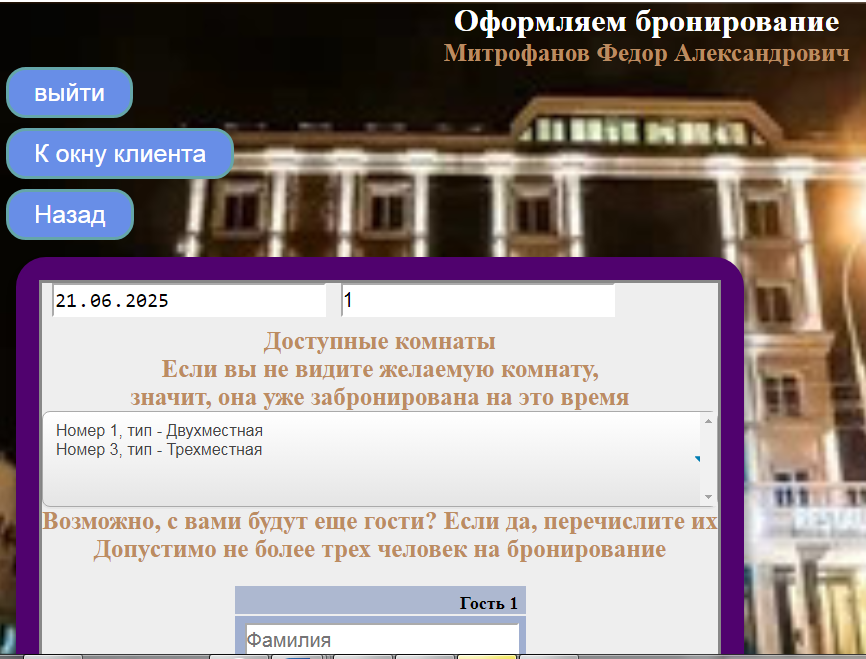 Оформляем бронирование
Митрофанов Федор Александрович
выйти
К окну клиента
Назад
21.06.2025
1
Доступные комнаты
Если вы не видите желаемую комнату,
значит, она уже забронирована на это время
Номер 1, тип - Двухместная
Номер 3, тип - Трехместная
Возможно, с вами будут еще гости? Если да, перечислите их
Допустимо не более трех человек на бронирование
Гость 1
Фамилия